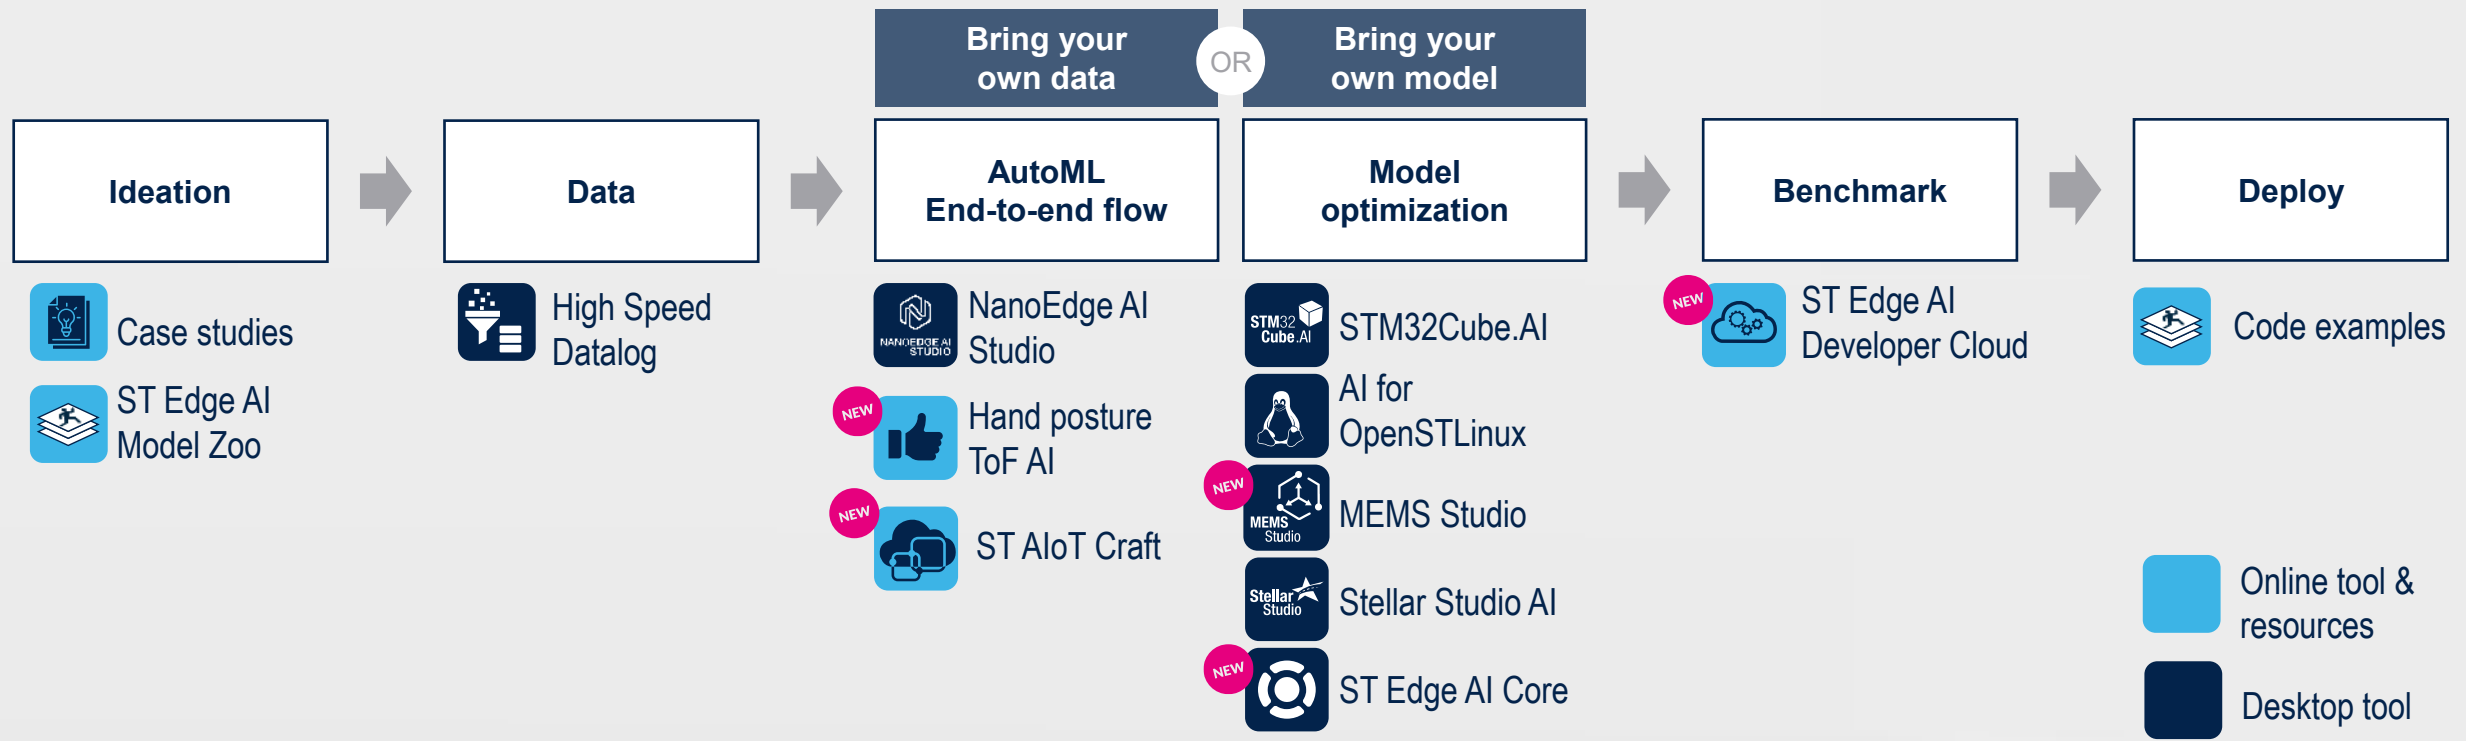 Bring your
own data
OR
Bring your
own model
Ideation
Data
AutoML
End-to-end flow
Model
optimization
Benchmark
Deploy
Case studies
ST Edge AI
Model Zoo
High Speed
Datalog
NANOEDGE AI
STUDIO
NanoEdge AI
Studio
NEW
Hand posture
ToF AI
NEW
ST AIoT Craft
STM32
Cube.AI
STM32Cube.AI
AI for
OpenSTLinux
NEW
MEMS
Studio
MEMS Studio
Stellar
Studio
Stellar Studio AI
NEW
ST Edge AI Core
NEW
ST Edge AI
Developer Cloud
Code examples
Online tool &
resources
Desktop tool